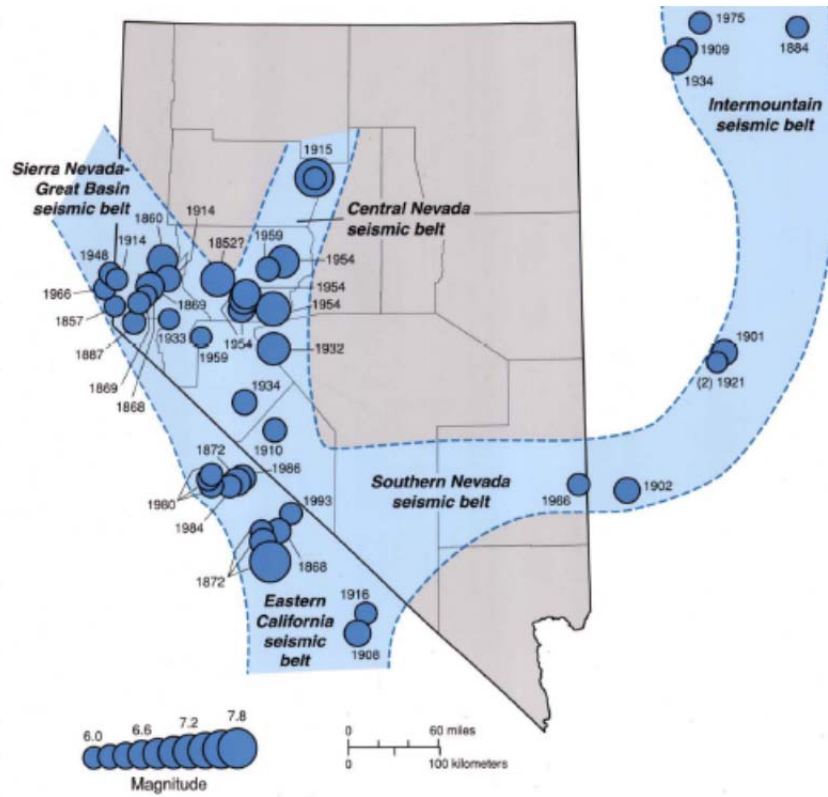 1975
1909
1884
1934
Intermountain
seismic belt
1915
Sierra Nevada-
Great Basin
seismic belt
1914
Central Nevada
seismic belt
1860
1852?
1959
1948
1914
1954
1966
1869
1954
1857
1954
1933
1954
1887
1959
1932
1869
1868
1901
(2) 1921
1934
1910
1872
1986
Southern Nevada
seismic belt
1980
1984
1993
1966
1902
1868
1872
Eastern
California
seismic
belt
1916
1908
6.0 6.6 7.2 7.8
Magnitude
0 60 miles
0 100 kilometers